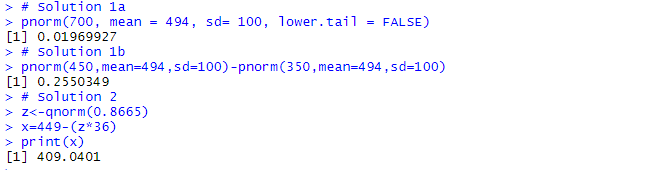 > # Solution 1a
> pnorm(700, mean = 494, sd= 100, lower.tail = FALSE)
[1] 0.01969927
> # Solution 1b
> pnorm(450,mean=494,sd=100)-pnorm(350,mean=494,sd=100)
[1] 0.2550349
> # Solution 2
> z<-qnorm(0.8665)
> x=449-(z*36)
> print(x)
[1] 409.0401